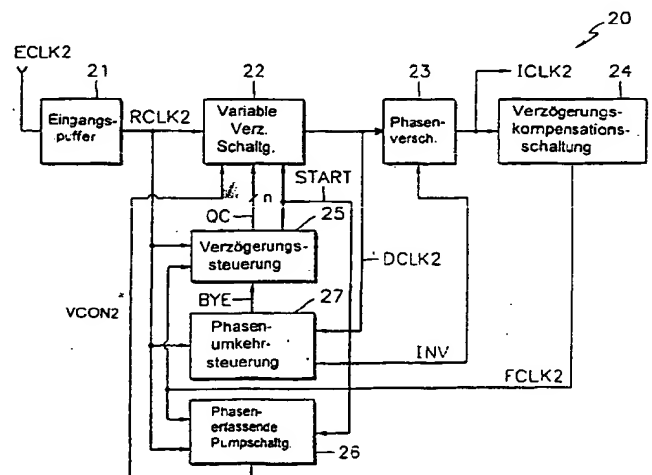 20
ECLK2
21
22
23
ICLK2
24
Eingangs-
puffer
RCLK2
Variable
Verz.
Schaltg.
Phasen-
versch.
Verzögerungs-
kompensations-
schaltung
START
n
QC
25
Verzögerungs-
steuerung
DCLK2
VCON2
BYE
27
Phasen-
umkehr-
steuerung
INV
FCLK2
Phasen-
erfassende
Pumpschaltg.
26